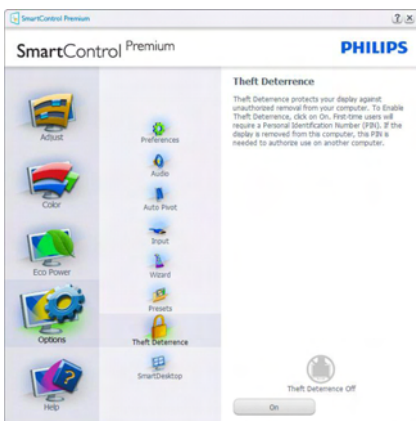 SmartControl Premium
SmartControl Premium
PHILIPS
Adjust
Color
Eco Power
Options
Help
Preferences
Audio
Auto Pivot
Input
Wizard
Presets
Theft Deterrence
SmartDesktop
Theft Deterrence
Theft Deterrence protects your display against
unauthorized removal from your computer. To Enable
Theft Deterrence, click on On. First-time users will
require a Personal Identification Number (PIN). If the
display is removed from this computer, this PIN is
needed to authorize use on another computer.
Theft Deterrence Off
On